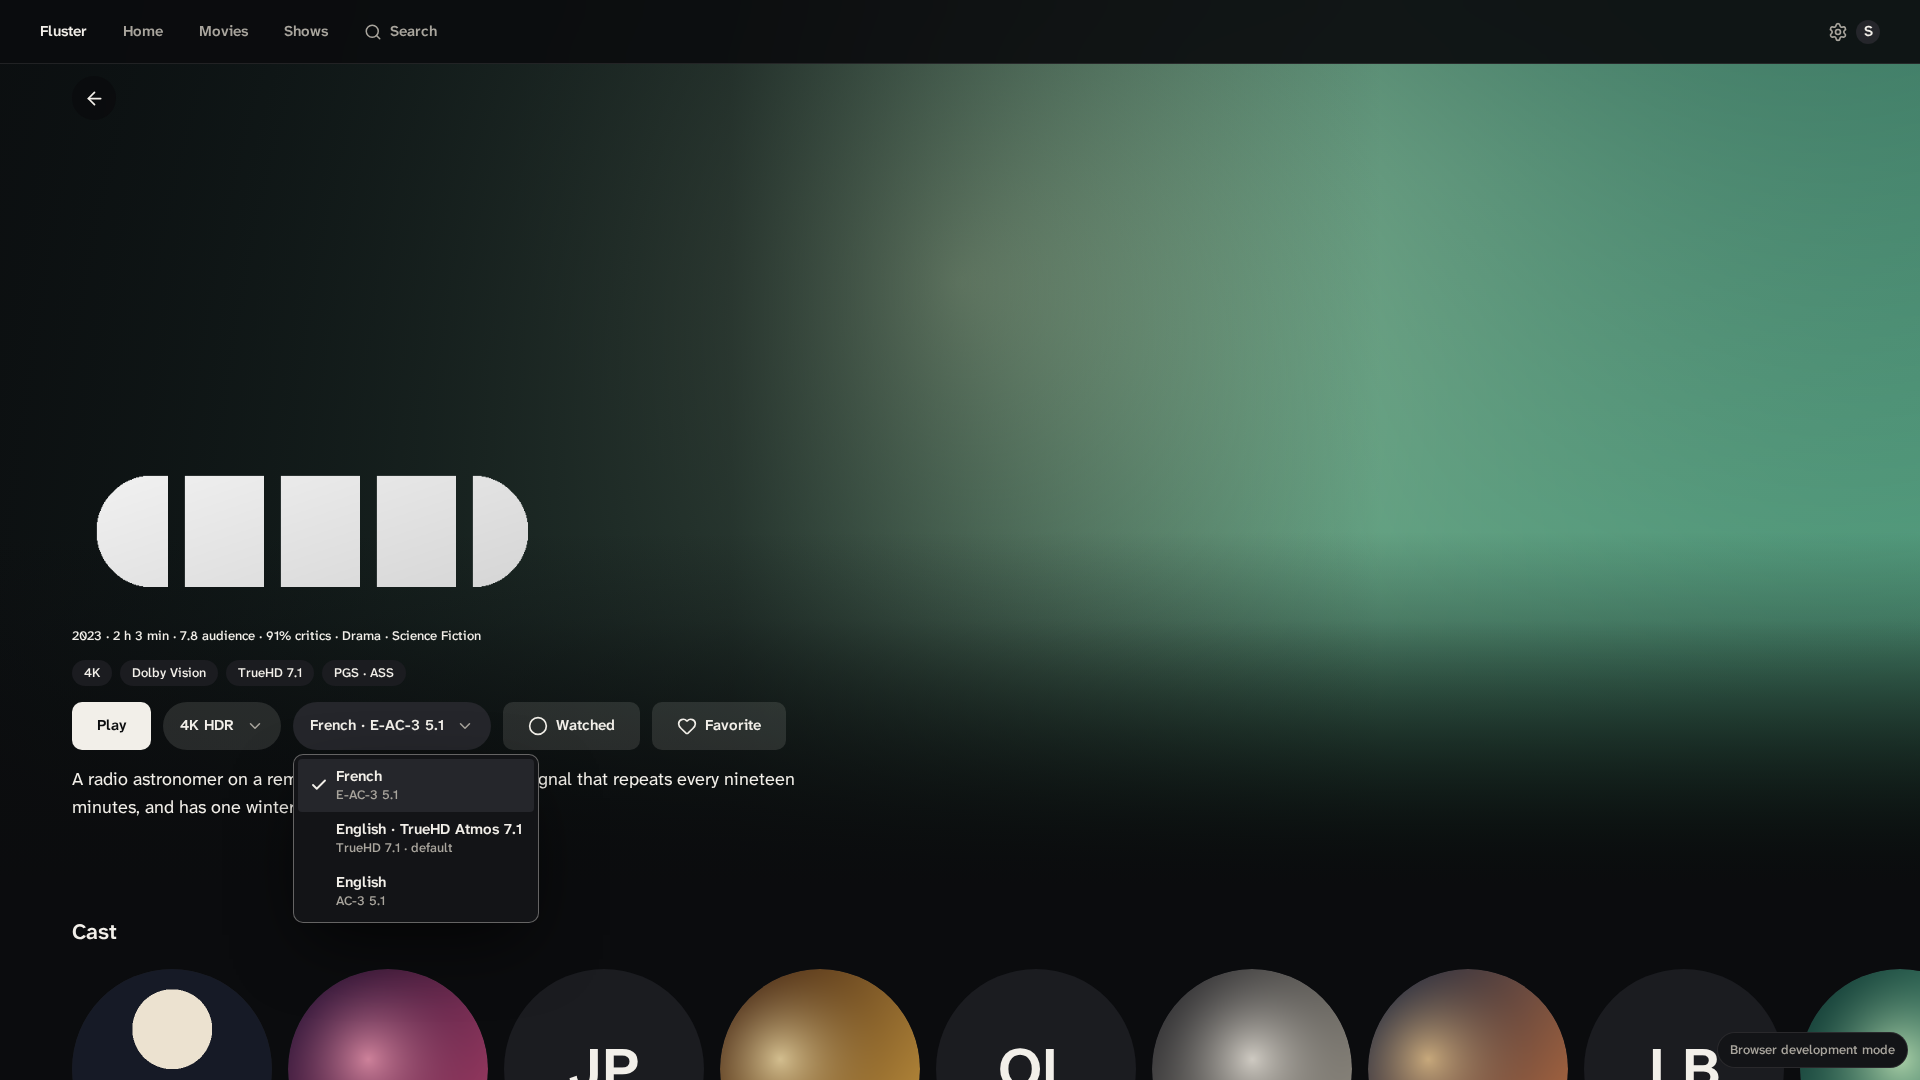 Fluster Home Movies Shows Search S
2023 · 2 h 3 min · 7.8 audience · 91% critics · Drama · Science Fiction
4K Dolby Vision TrueHD 7.1 PGS · ASS
Play 4K HDR French · E-AC-3 5.1 Watched Favorite
A radio astronomer on a rem gnal that repeats every nineteen
minutes, and has one winter
French
E-AC-3 5.1
English · TrueHD Atmos 7.1
TrueHD 7.1 · default
English
AC-3 5.1
Cast
JP
LB
Browser development mode